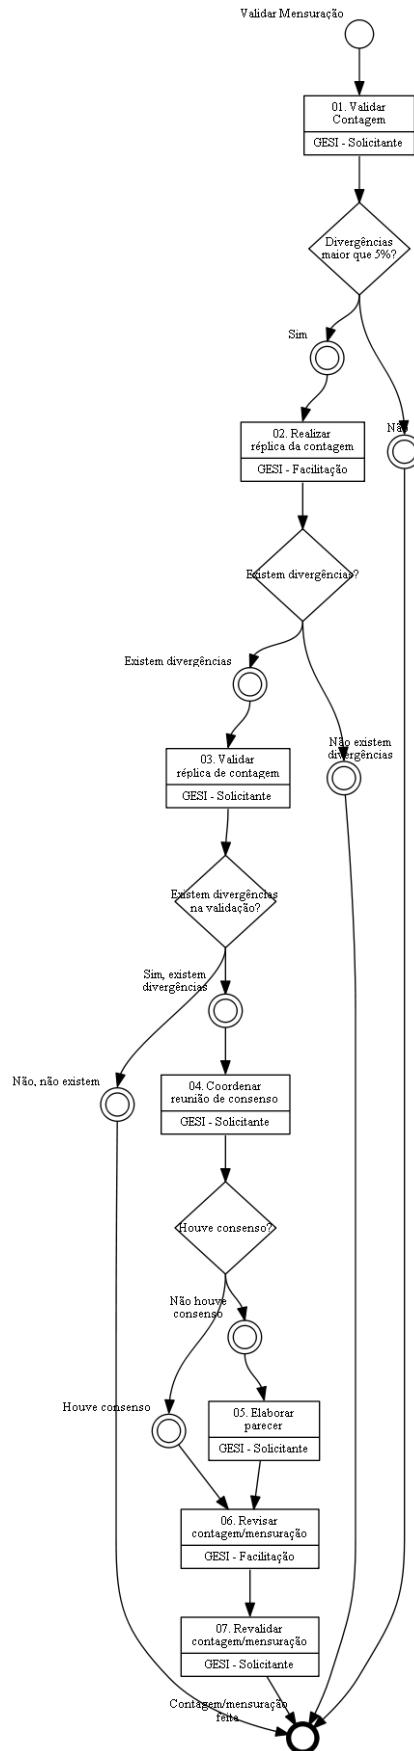 Validar Mensuração
01. Validar
Contagem
GESI - Solicitante
Divergências
maior que 5%?
Sim
Não
02. Realizar
réplica da contagem
GESI - Facilitação
Existem divergências?
Existem divergências
Não existem
divergências
03. Validar
réplica de contagem
GESI - Solicitante
Existem divergências
na validação?
Sim, existem
divergências
Não, não existem
04. Coordenar
reunião de consenso
GESI - Solicitante
Houve consenso?
Não houve
consenso
Houve consenso
05. Elaborar
parecer
GESI - Solicitante
06. Revisar
contagem/mensuração
GESI - Facilitação
07. Revalidar
contagem/mensuração
GESI - Solicitante
Contagem/mensuração
feita